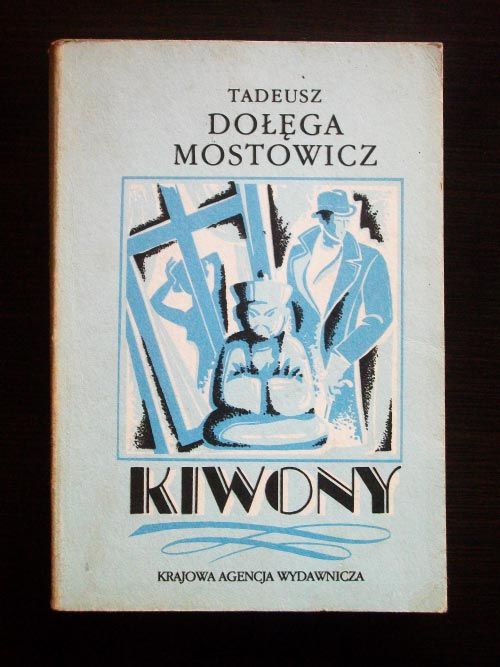 TADEUSZ
DOŁĘGA
MOSTOWICZ
KIWONY
KRAJOWA AGENCJA WYDAWNICZA